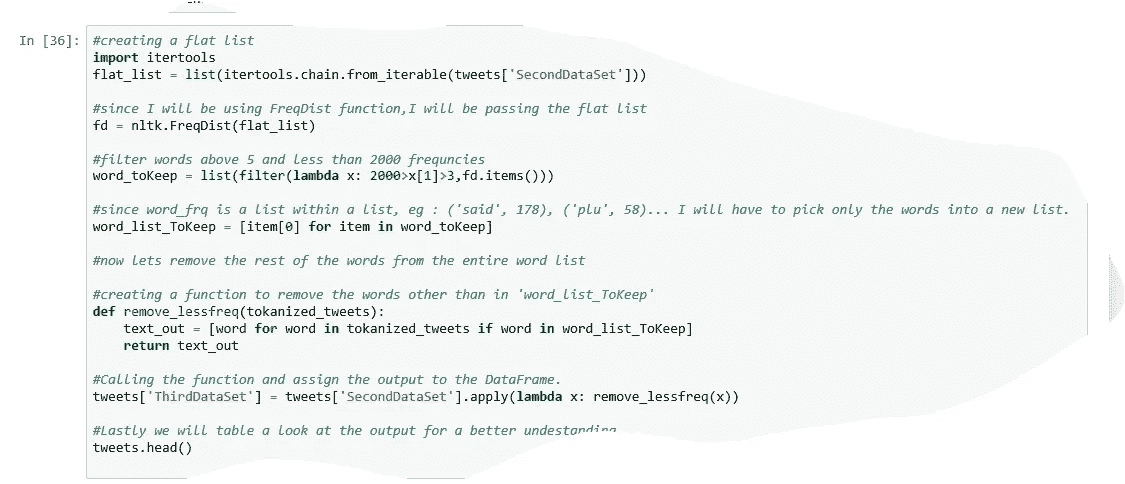 In [36]:
#creating a flat list
import itertools
flat_list = list(itertools.chain.from_iterable(tweets['SecondDataSet']))
#since I will be using FreqDist function,I will be passing the flat list
fd = nltk.FreqDist(flat_list)
#filter words above 5 and less than 2000 frequncies
word_toKeep = list(filter(lambda x: 2000>x[1]>3,fd.items()))
#since word_frq is a list within a list, eg : ('said', 178), ('plu', 58)... I will have to pick only the words into a new list.
word_list_ToKeep = [item[0] for item in word_toKeep]
#now lets remove the rest of the words from the entire word list
#creating a function to remove the words other than in 'word_list_ToKeep'
def remove_lessfreq(tokanized_tweets):
    text_out = [word for word in tokanized_tweets if word in word_list_ToKeep]
    return text_out
#Calling the function and assign the output to the DataFrame.
tweets['ThirdDataSet'] = tweets['SecondDataSet'].apply(lambda x: remove_lessfreq(x))
#Lastly we will table a look at the output for a better undestanding
tweets.head()